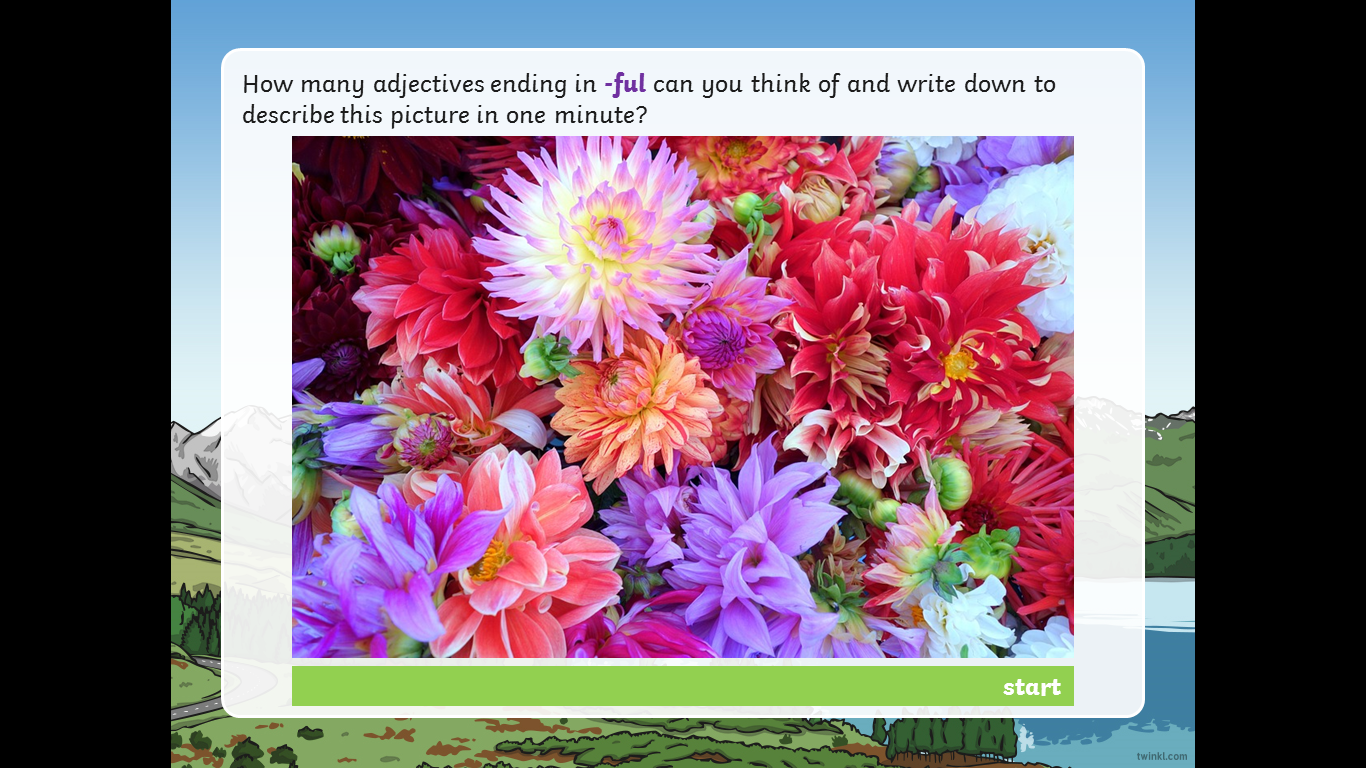 How many adjectives ending in -ful can you think of and write down to
describe this picture in one minute?
start
twinkl.com